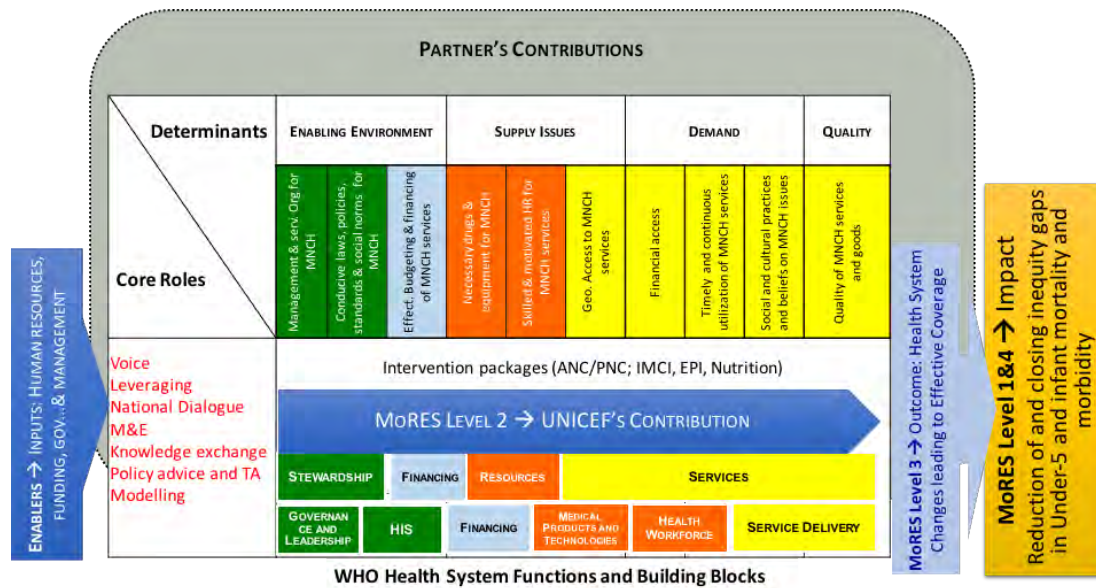 PARTNER'S CONTRIBUTIONS
Determinants
ENABLING ENVIRONMENT
SUPPLY ISSUES
DEMAND
QUALITY
Core Roles
Management & serv. Org for
MNCH
Conducive laws, policies,
standards & social norms for
MNCH
Effect. Budgeting & financing
of MNCH services
Necessary drugs &
equipment for MNCH
Skilled & motivated HR for
MNCH services
Geo. Access to MNCH
services
Financial access
Timely and continuous
utilization of MNCH services
Social and cultural practices
and beliefs on MNCH issues
Quality of MNCH services
and goods
ENABLERS → INPUTS: HUMAN RESOURCES,
FUNDING, GOV...& MANAGEMENT
Voice
Leveraging
National Dialogue
M&E
Knowledge exchange
Policy advice and TA
Modelling
Intervention packages (ANC/PNC; IMCI, EPI, Nutrition)
MORES LEVEL 2 → UNICEF'S CONTRIBUTION
STEWARDSHIP
FINANCING
RESOURCES
SERVICES
GOVERNAN
CE AND
LEADERSHIP
HIS
FINANCING
MEDICAL
PRODUCTS AND
TECHNOLOGIES
HEALTH
WORKFORCE
SERVICE DELIVERY
WHO Health System Functions and Building Blocks
MoRES Level 3 → Outcome: Health System
Changes leading to Effective Coverage
MoRES Level 1&4 → Impact
Reduction of and closing inequity gaps
in Under-5 and infant mortality and
morbidity